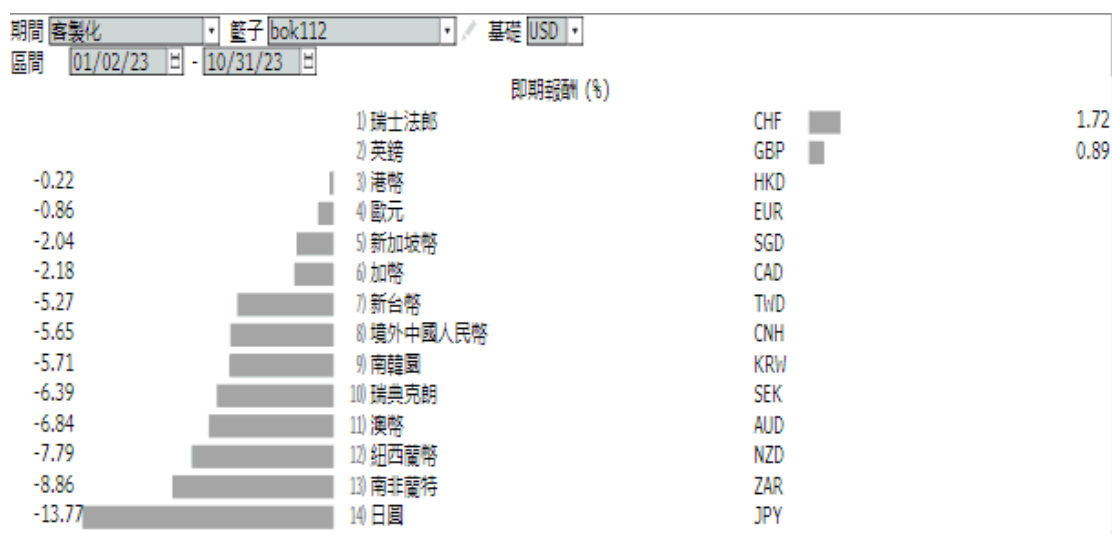 期間 客製化 籃子 bok112 基礎 USD
區間 01/02/23 - 10/31/23
即期報酬 (%)
1) 瑞士法郎 CHF 1.72
2) 英鎊 GBP 0.89
-0.22 3) 港幣 HKD
-0.86 4) 歐元 EUR
-2.04 5) 新加坡幣 SGD
-2.18 6) 加幣 CAD
-5.27 7) 新台幣 TWD
-5.65 8) 境外中國人民幣 CNH
-5.71 9) 南韓圜 KRW
-6.39 10) 瑞典克朗 SEK
-6.84 11) 澳幣 AUD
-7.79 12) 紐西蘭幣 NZD
-8.86 13) 南非蘭特 ZAR
-13.77 14) 日圓 JPY